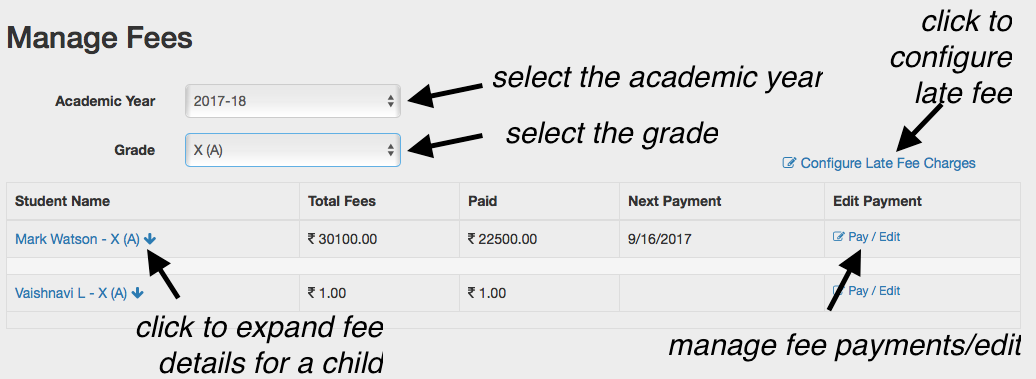 click to
configure
late fee
Manage Fees
Academic Year 2017-18 select the academic year
Grade X (A) select the grade
Configure Late Fee Charges
Student Name Total Fees Paid Next Payment Edit Payment
Mark Watson - X (A) ₹ 30100.00 ₹ 22500.00 9/16/2017 Pay / Edit
Vaishnavi L - X (A) ₹ 1.00 ₹ 1.00 Pay / Edit
click to expand fee
details for a child
manage fee payments/edit